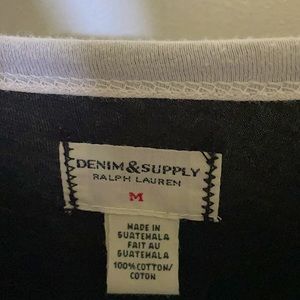 DENIM&SUPPLY
RALPH LAUREN
M
MADE IN
GUATEMALA
FAIT AU
GUATEMALA
100%COTTON/
COTON